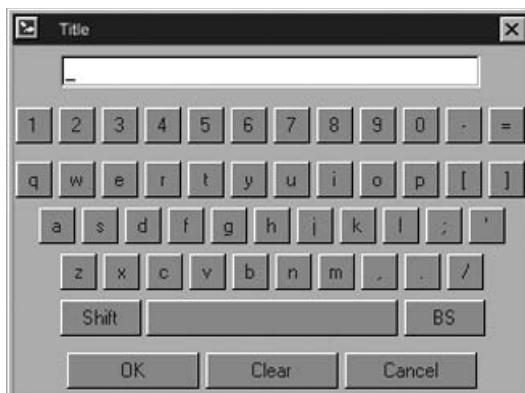 Title
_
1 2 3 4 5 6 7 8 9 0 - =
q w e r t y u i o p [ ]
a s d f g h j k l ; '
z x c v b n m , . /
Shift BS
OK Clear Cancel